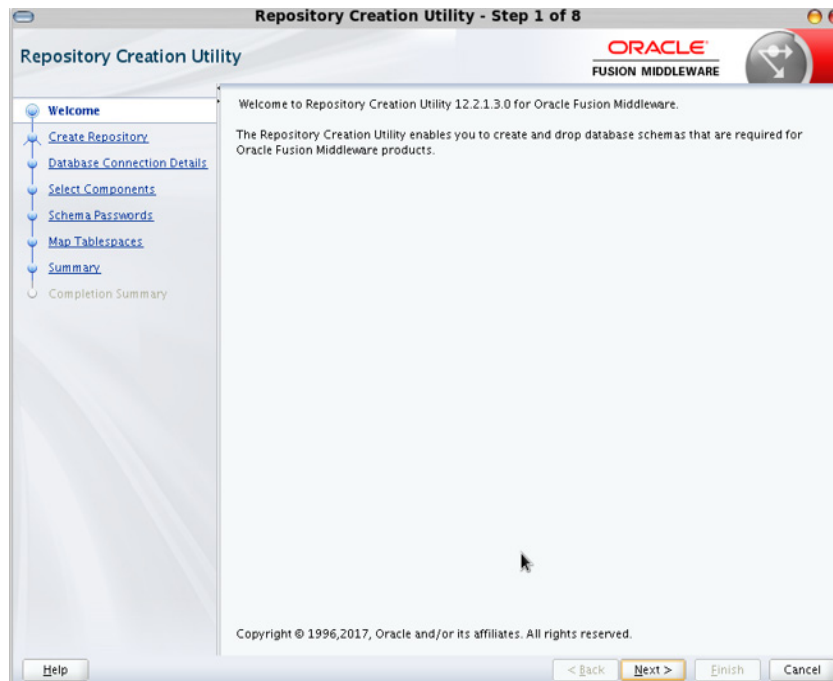 Repository Creation Utility - Step 1 of 8
Repository Creation Utility
ORACLE®
FUSION MIDDLEWARE
Welcome
Create Repository
Database Connection Details
Select Components
Schema Passwords
Map Tablespaces
Summary
Completion Summary
Welcome to Repository Creation Utility 12.2.1.3.0 for Oracle Fusion Middleware.
The Repository Creation Utility enables you to create and drop database schemas that are required for
Oracle Fusion Middleware products.
Copyright © 1996,2017, Oracle and/or its affiliates. All rights reserved.
Help
< Back
Next >
Finish
Cancel